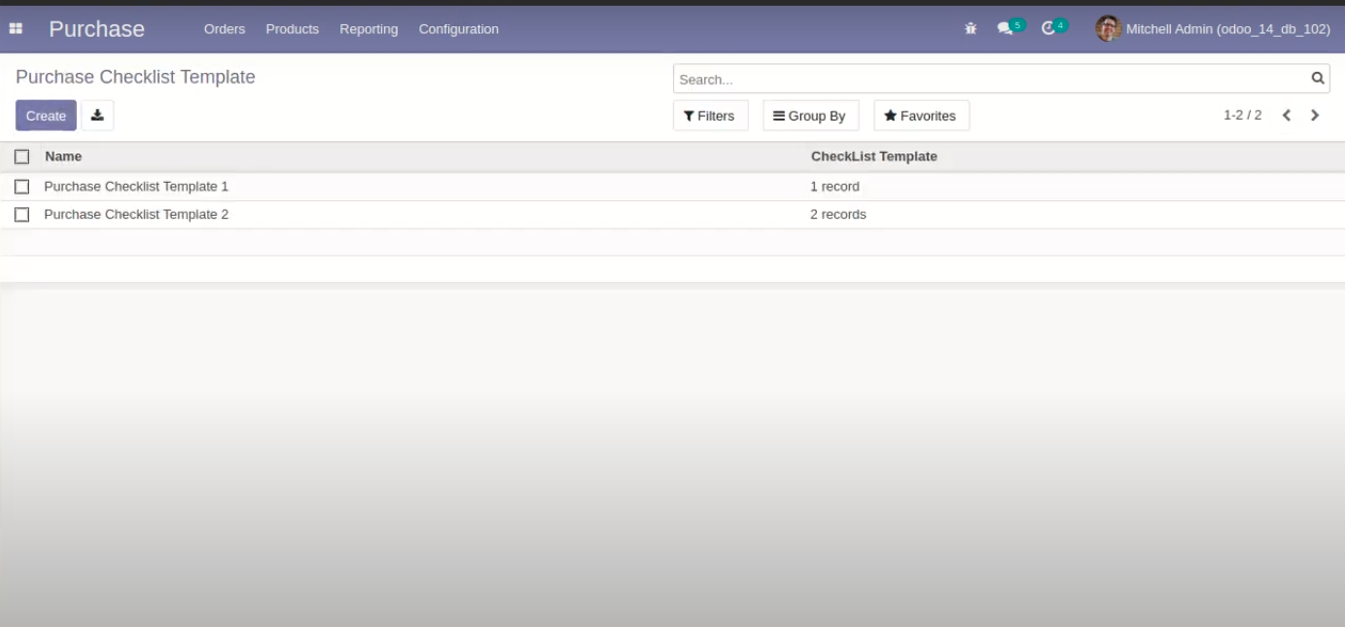 Purchase Orders Products Reporting Configuration 5 4 Mitchell Admin (odoo_14_db_102)
Purchase Checklist Template Search...
Create Filters Group By Favorites 1-2 / 2
Name CheckList Template
Purchase Checklist Template 1 1 record
Purchase Checklist Template 2 2 records